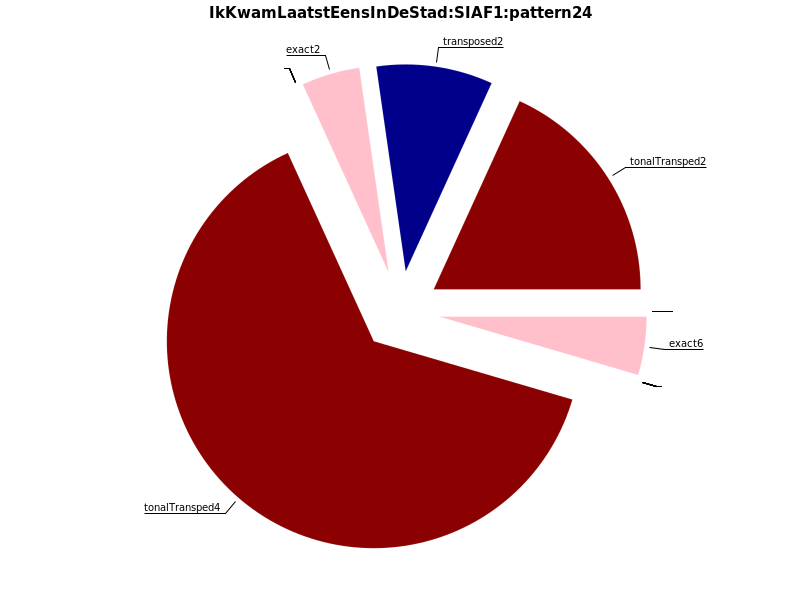 IkKwamLaatstEensInDeStad:SIAF1:pattern24
transposed2
exact2
tonalTransped2
exact6
tonalTransped4